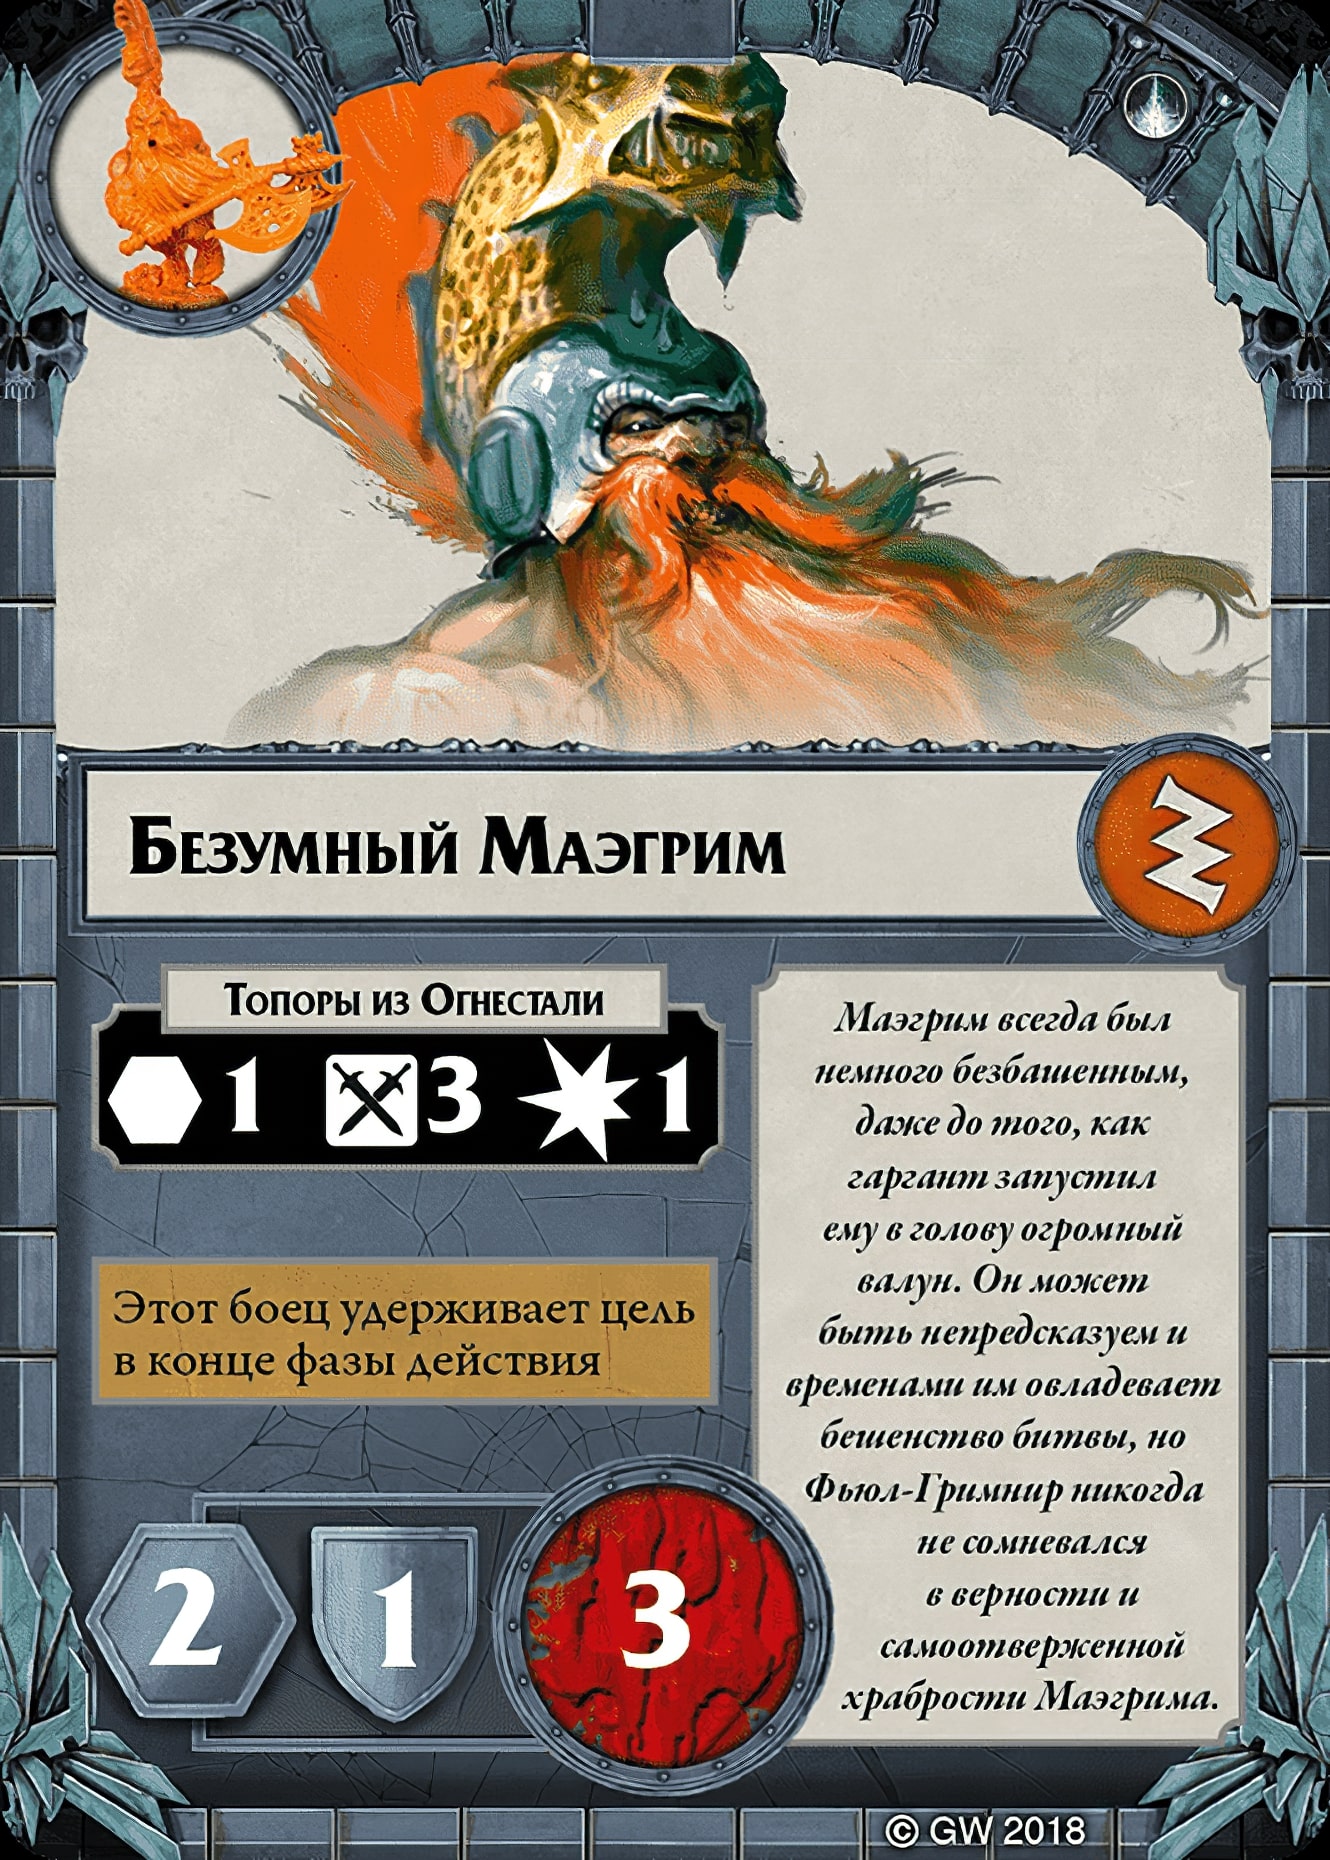 Безумный Маэгрим
Топоры из Огнестали
1 3 1
Этот боец удерживает цель
в конце фазы действия
2 1 3
Маэгрим всегда был
немного безбашенным,
даже до того, как
гаргант запустил
ему в голову огромный
валун. Он может
быть непредсказуем и
временами им овладевает
бешенство битвы, но
Фьюл-Гримнир никогда
не сомневался
в верности и
самоотверженной
храбрости Маэгрима.
© GW 2018